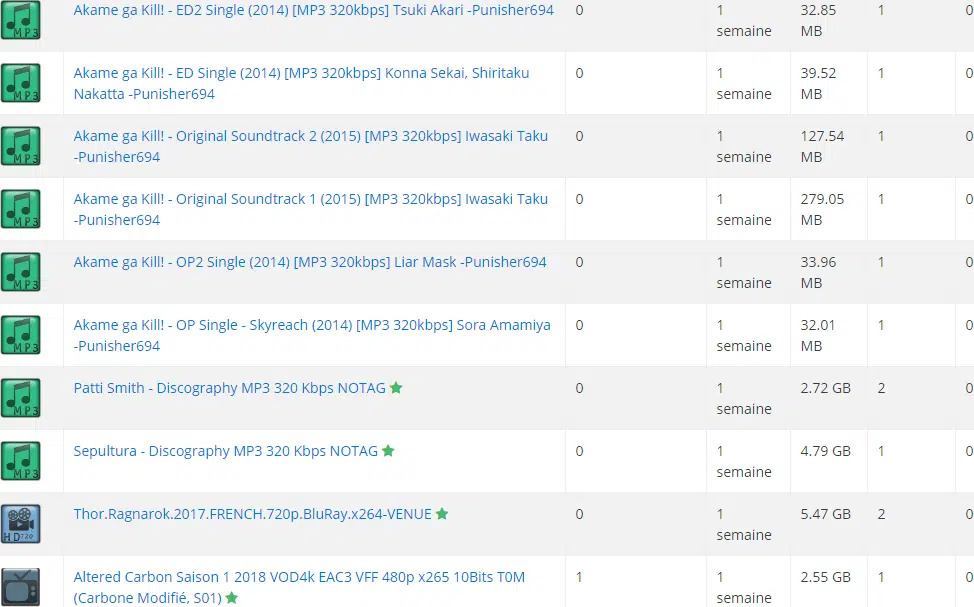 MP3
Akame ga Kill! - ED2 Single (2014) [MP3 320kbps] Tsuki Akari -Punisher694 0 1 32.85 1 0
semaine MB
MP3
Akame ga Kill! - ED Single (2014) [MP3 320kbps] Konna Sekai, Shiritaku 0 1 39.52 1 0
Nakatta -Punisher694 semaine MB
MP3
Akame ga Kill! - Original Soundtrack 2 (2015) [MP3 320kbps] Iwasaki Taku 0 1 127.54 1 0
-Punisher694 semaine MB
MP3
Akame ga Kill! - Original Soundtrack 1 (2015) [MP3 320kbps] Iwasaki Taku 0 1 279.05 1 0
-Punisher694 semaine MB
MP3
Akame ga Kill! - OP2 Single (2014) [MP3 320kbps] Liar Mask -Punisher694 0 1 33.96 1 0
semaine MB
MP3
Akame ga Kill! - OP Single - Skyreach (2014) [MP3 320kbps] Sora Amamiya 0 1 32.01 1 0
-Punisher694 semaine MB
MP3
Patti Smith - Discography MP3 320 Kbps NOTAG 0 1 2.72 GB 2 0
semaine
MP3
Sepultura - Discography MP3 320 Kbps NOTAG 0 1 4.79 GB 1 0
semaine
MP3
Thor.Ragnarok.2017.FRENCH.720p.BluRay.x264-VENUE 0 1 5.47 GB 2 0
semaine
HD720
Altered Carbon Saison 1 2018 VOD4k EAC3 VFF 480p x265 10Bits T0M 1 1 2.55 GB 1 0
(Carbone Modifié, S01) semaine